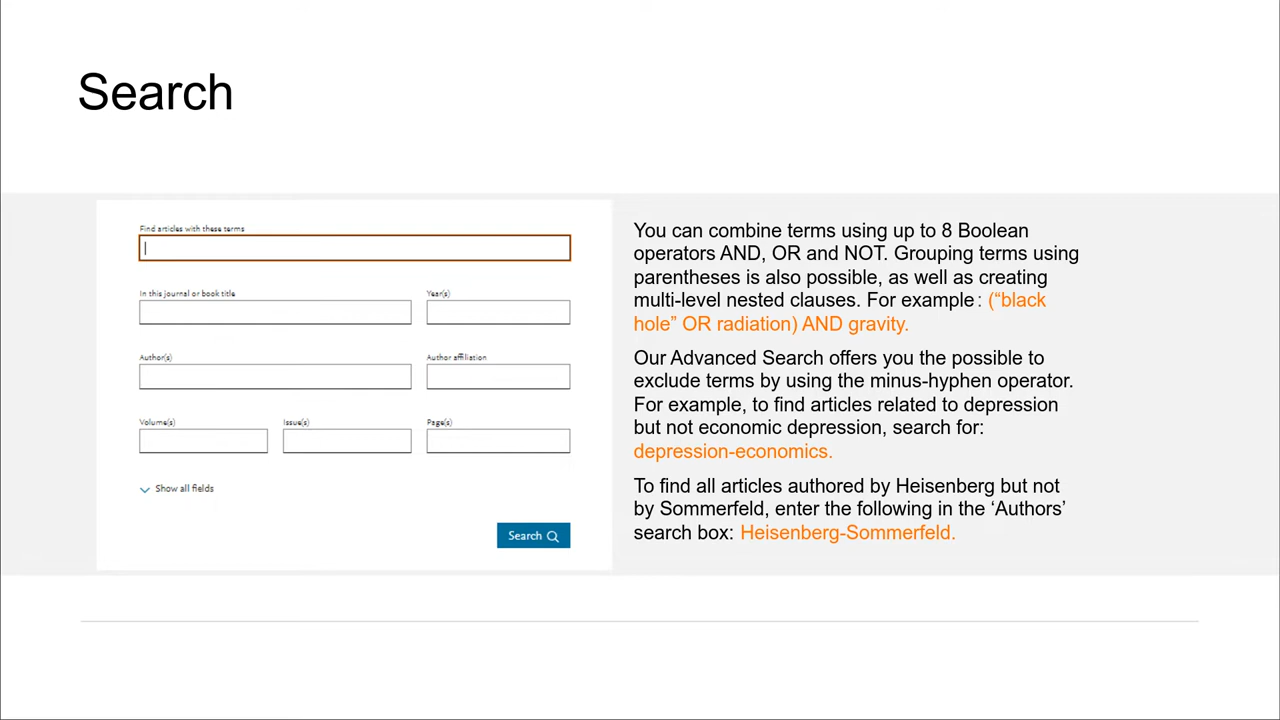 Search
Find articles with these terms
In this journal or book title
Year(s)
Author(s)
Author affiliation
Volume(s)
Issue(s)
Page(s)
Show all fields
Search
You can combine terms using up to 8 Boolean
operators AND, OR and NOT. Grouping terms using
parentheses is also possible, as well as creating
multi-level nested clauses. For example: (“black
hole” OR radiation) AND gravity.
Our Advanced Search offers you the possible to
exclude terms by using the minus-hyphen operator.
For example, to find articles related to depression
but not economic depression, search for:
depression-economics.
To find all articles authored by Heisenberg but not
by Sommerfeld, enter the following in the ‘Authors’
search box: Heisenberg-Sommerfeld.